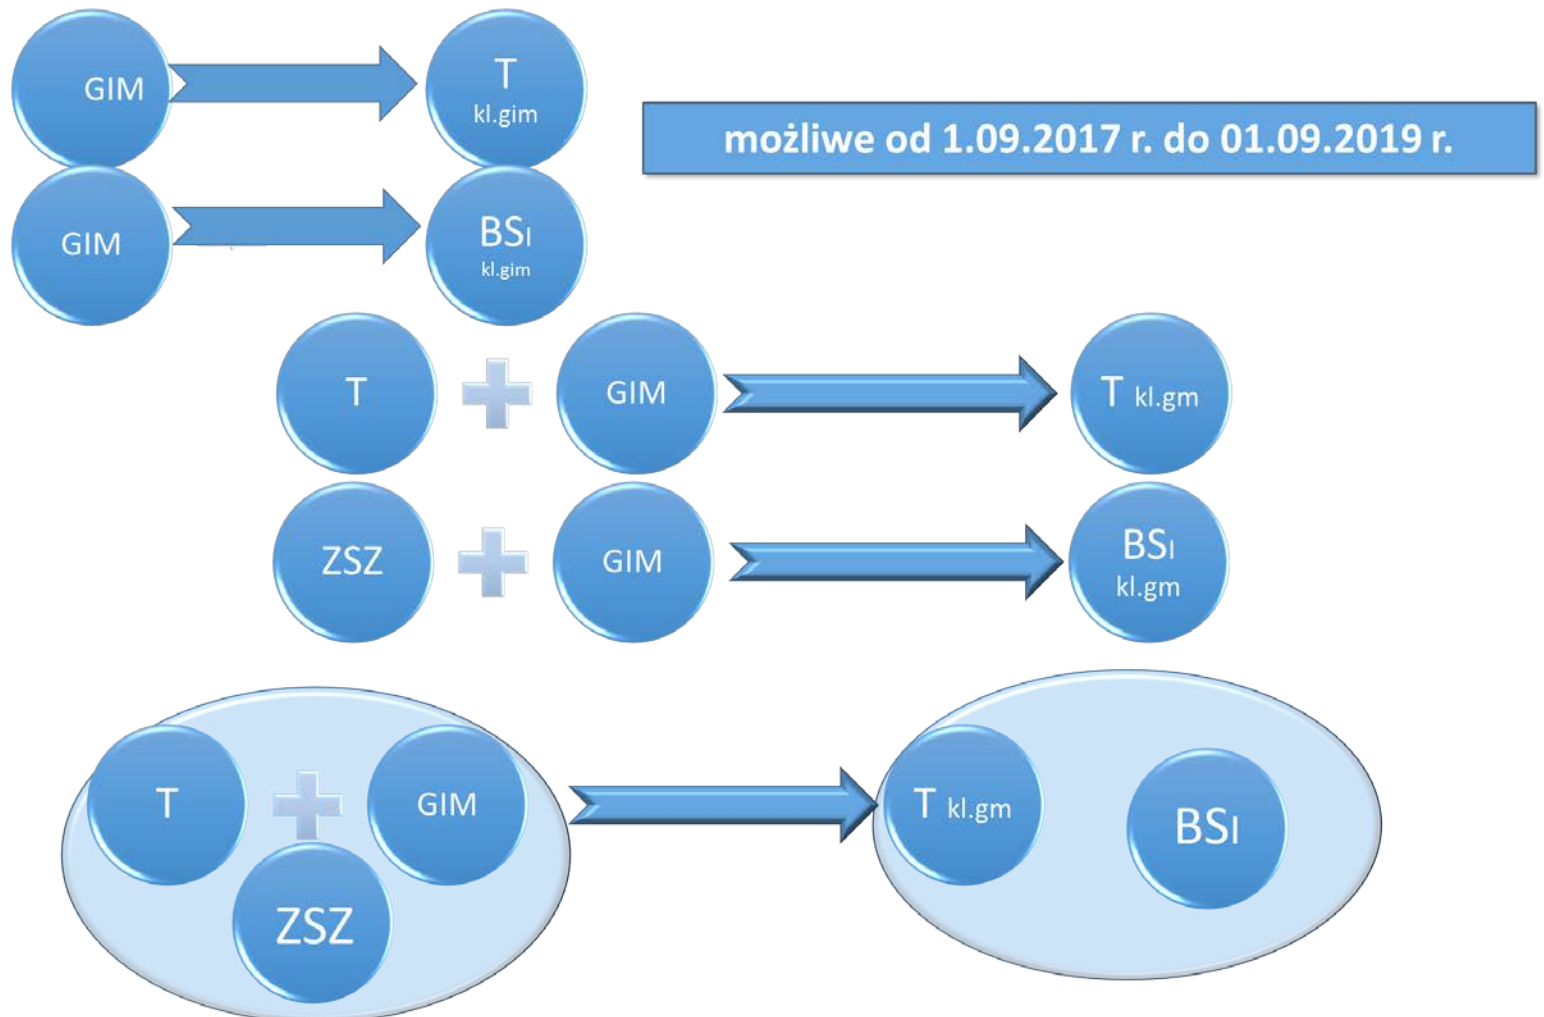 GIM
T
kl.gim
możliwe od 1.09.2017 r. do 01.09.2019 r.
GIM
BSI
kl.gim
T
GIM
T kl.gm
ZSZ
GIM
BSI
kl.gm
T
GIM
ZSZ
T kl.gm
BSI